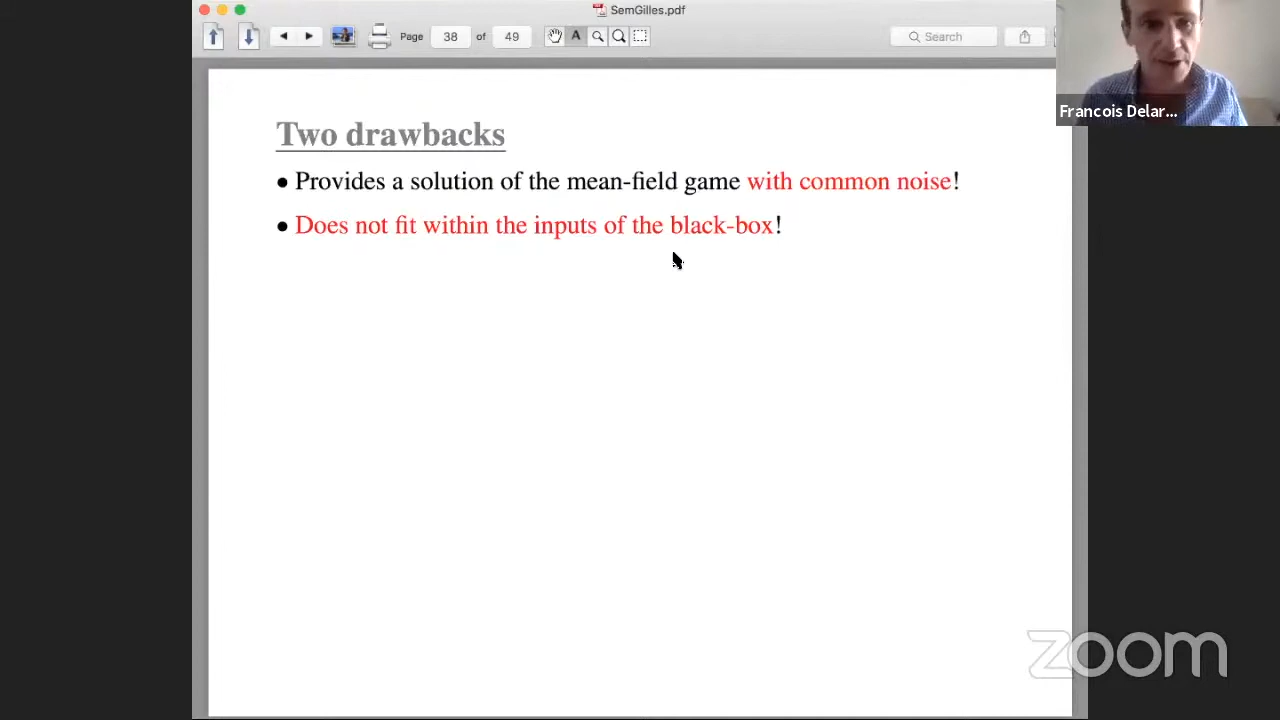 SemGilles.pdf
Page 38 of 49
A
Search
Francois Delar...
Two drawbacks
• Provides a solution of the mean-field game with common noise!
• Does not fit within the inputs of the black-box!
zoom